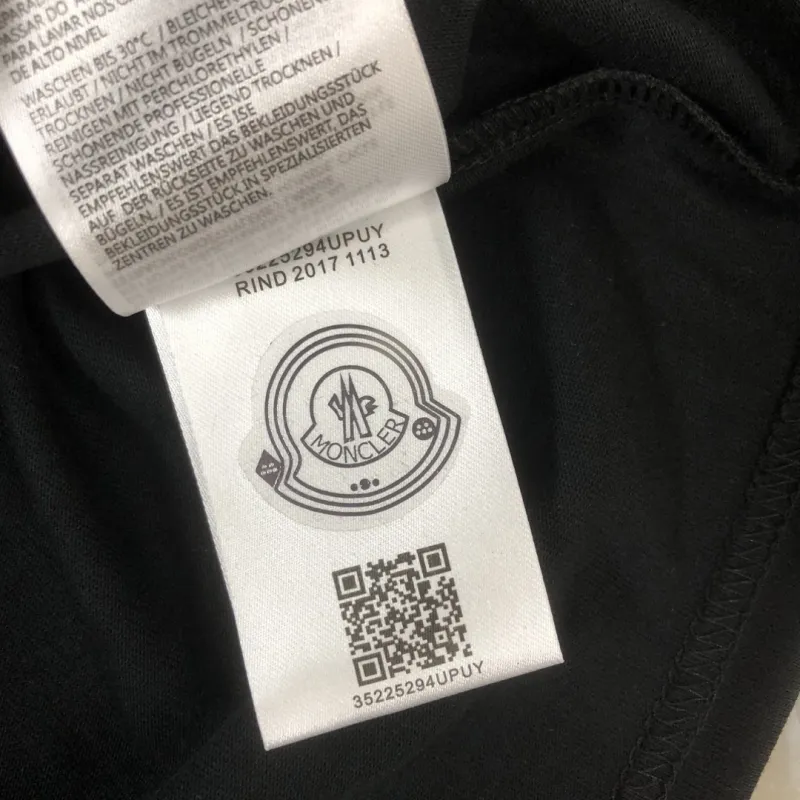 PARA LAVAR NOS
DE ALTO NIVEL
WASCHEN BIS 30°C / BLEICHEN
ERLAUBT / NICHT IM TROMMELTROC
TROCKNEN / NICHT BÜGELN / SCHONENDE
REINIGEN MIT PERCHLORETHYLEN /
SCHONENDE PROFESSIONELLE
NASSREINIGUNG / LIEGEND TROCKNEN /
SEPARAT WASCHEN / ES ISE
EMPFEHLENSWERT DAS BEKLEIDUNGSSTÜCK
AUF DER RÜCKSEITE ZU WASCHEN UND
BÜGELN. / ES IST EMPFEHLENSWERT, DAS
BEKLEIDUNGSSTÜCK IN SPEZIALISIERTEN
ZENTREN ZU WASCHEN.
35225294UPUY
RIND 2017 1113
MONCLER
35225294UPUY